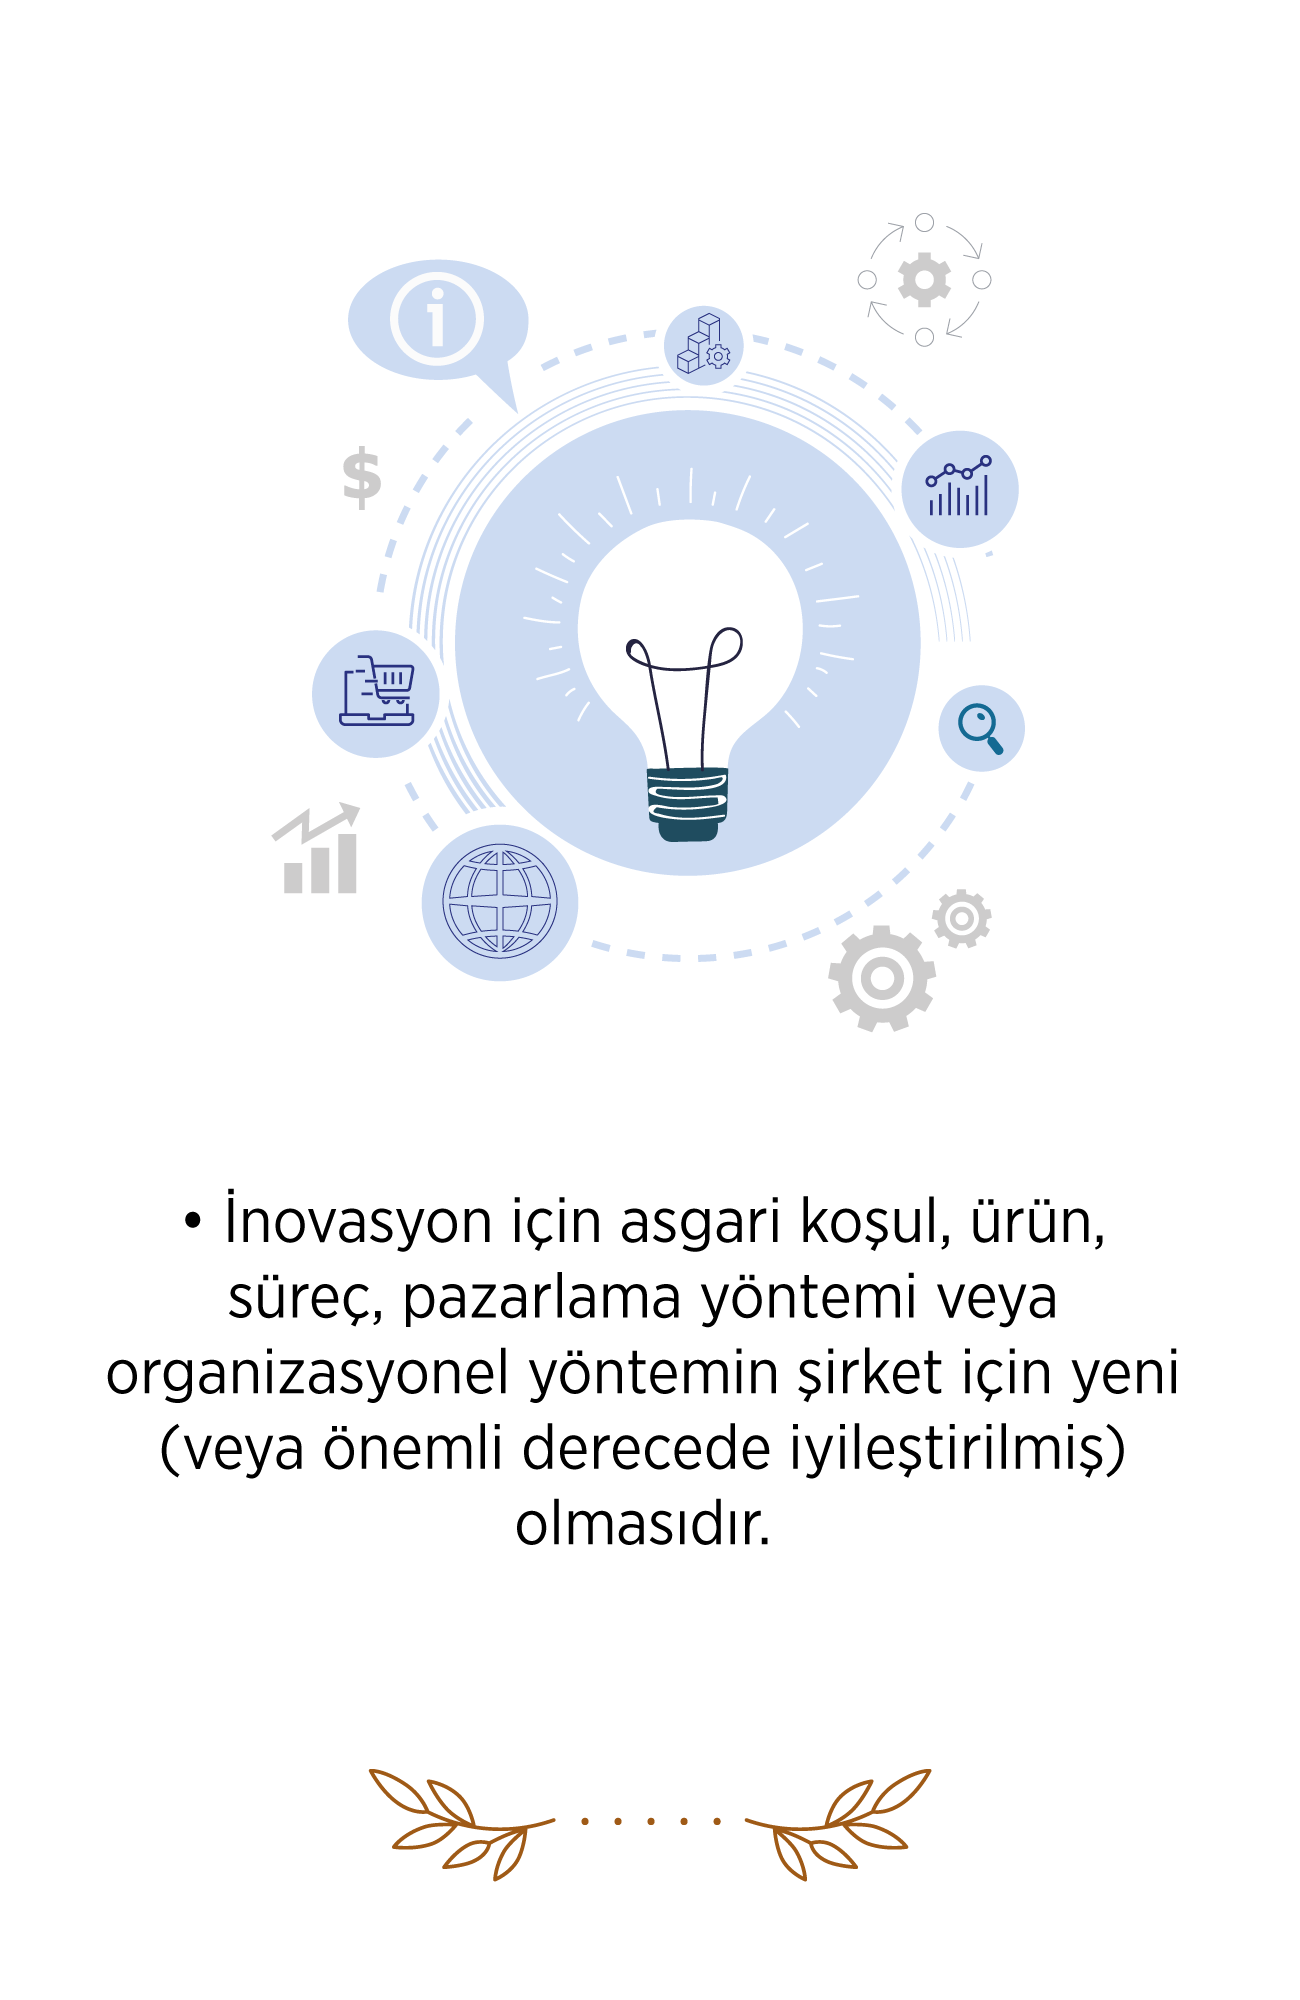 i
$
• İnovasyon için asgari koşul, ürün,
süreç, pazarlama yöntemi veya
organizasyonel yöntemin şirket için yeni
(veya önemli derecede iyileştirilmiş)
olmasıdır.